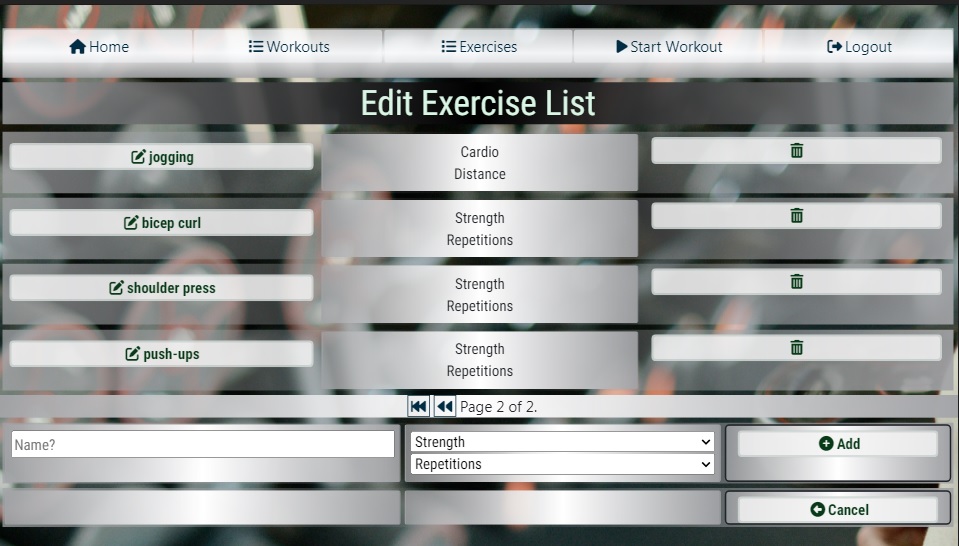 Home Workouts Exercises Start Workout Logout
Edit Exercise List
jogging
Cardio
Distance
bicep curl
Strength
Repetitions
shoulder press
Strength
Repetitions
push-ups
Strength
Repetitions
Page 2 of 2.
Name?
Strength
Repetitions
Add
Cancel